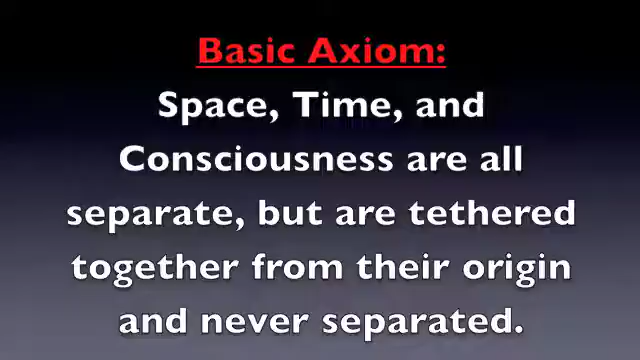 Basic Axiom:
Space, Time, and
Consciousness are all
separate, but are tethered
together from their origin
and never separated.